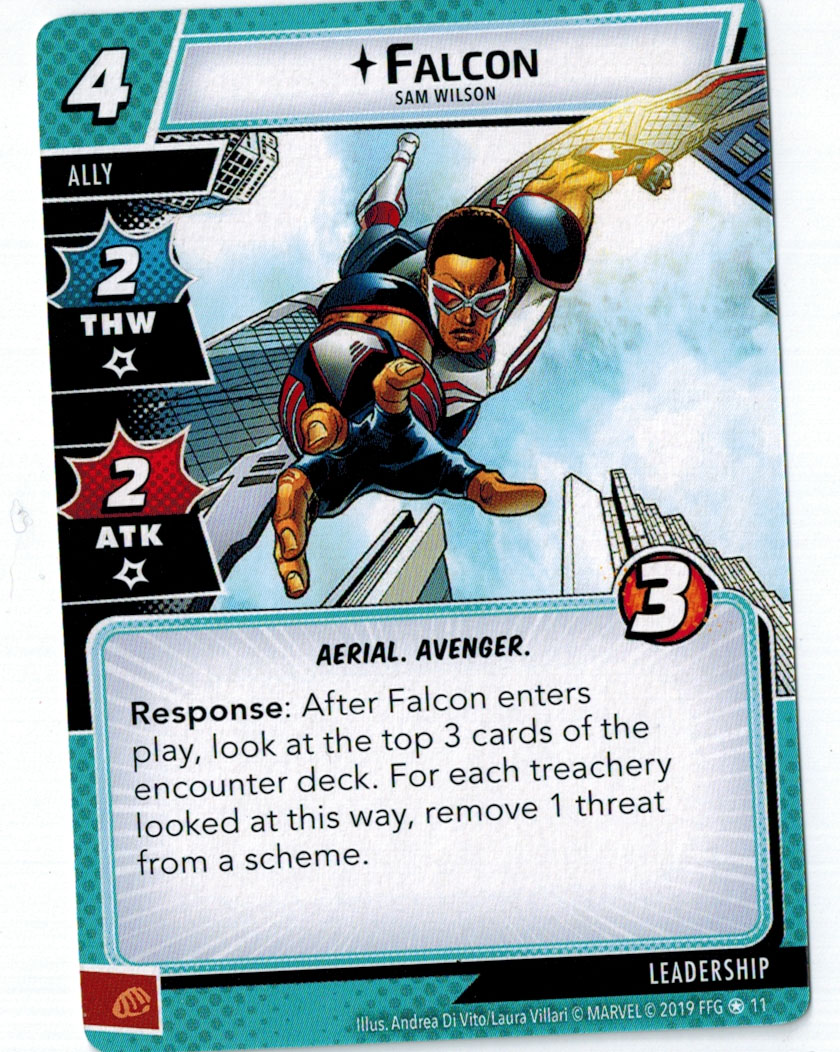 4
FALCON
SAM WILSON
ALLY
2
THW
2
ATK
3
AERIAL. AVENGER.
Response: After Falcon enters
play, look at the top 3 cards of the
encounter deck. For each treachery
looked at this way, remove 1 threat
from a scheme.
LEADERSHIP
Illus. Andrea Di Vito/Laura Villari © MARVEL © 2019 FFG ✪ 11